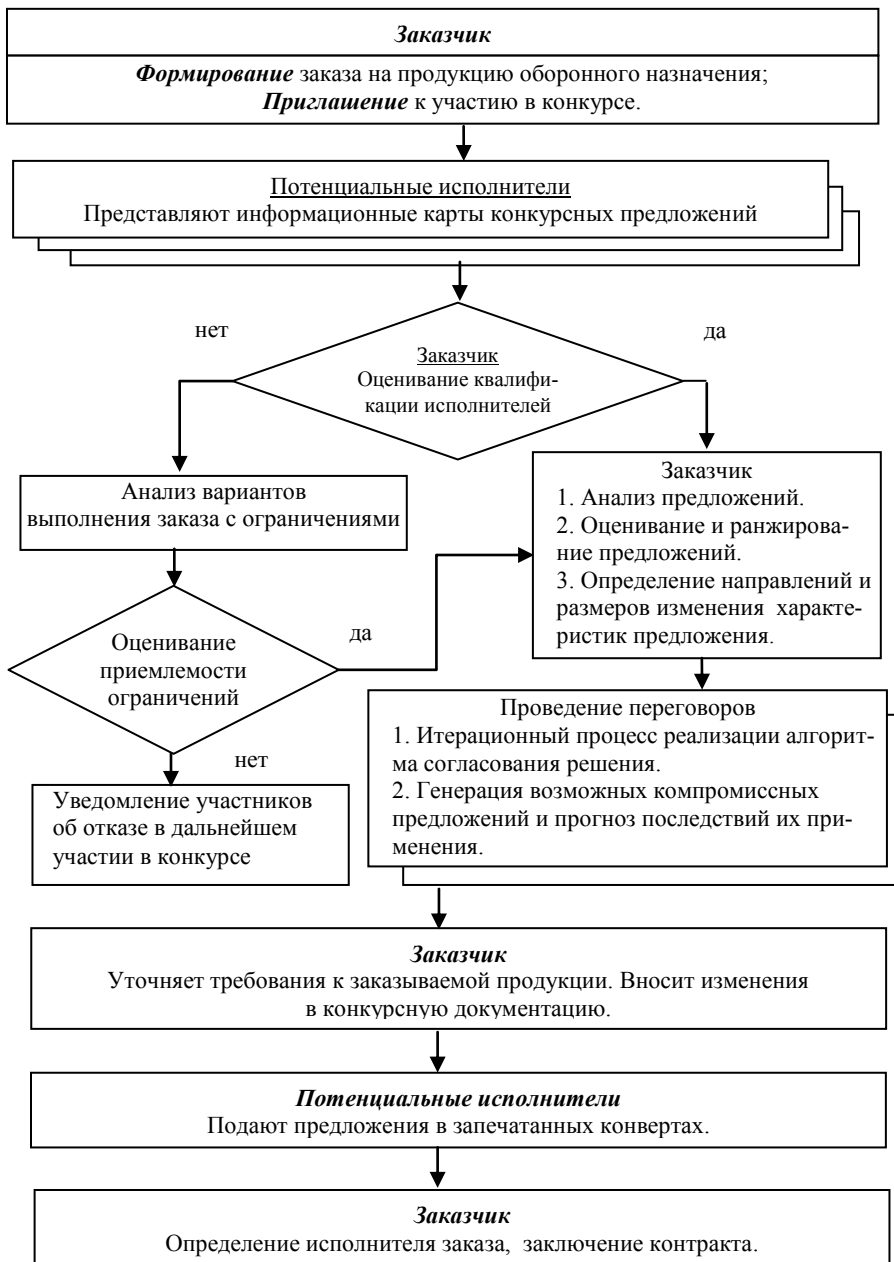 Заказчик
Формирование заказа на продукцию оборонного назначения;
Приглашение к участию в конкурсе.
Потенциальные исполнители
Представляют информационные карты конкурсных предложений
нет
да
Заказчик
Оценивание квалифи-
кации исполнителей
Анализ вариантов
выполнения заказа с ограничениями
Заказчик
1. Анализ предложений.
2. Оценивание и ранжирова-
ние предложений.
3. Определение направлений и
размеров изменения характе-
ристик предложения.
Оценивание
приемлемости
ограничений
да
нет
Уведомление участников
об отказе в дальнейшем
участии в конкурсе
Проведение переговоров
1. Итерационный процесс реализации алгорит-
ма согласования решения.
2. Генерация возможных компромиссных
предложений и прогноз последствий их при-
менения.
Заказчик
Уточняет требования к заказываемой продукции. Вносит изменения
в конкурсную документацию.
Потенциальные исполнители
Подают предложения в запечатанных конвертах.
Заказчик
Определение исполнителя заказа, заключение контракта.